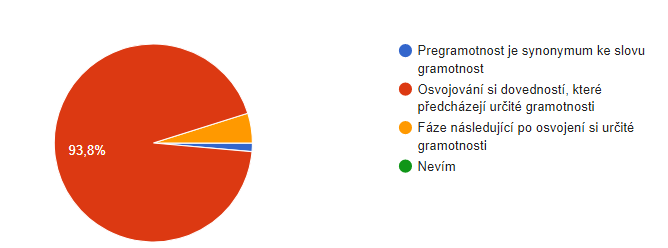 Pregramotnost je synonymum ke slovu
gramotnost
Osvojování si dovedností, které
předcházejí určité gramotnosti
Fáze následující po osvojení si určité
gramotnosti
Nevím
93,8%